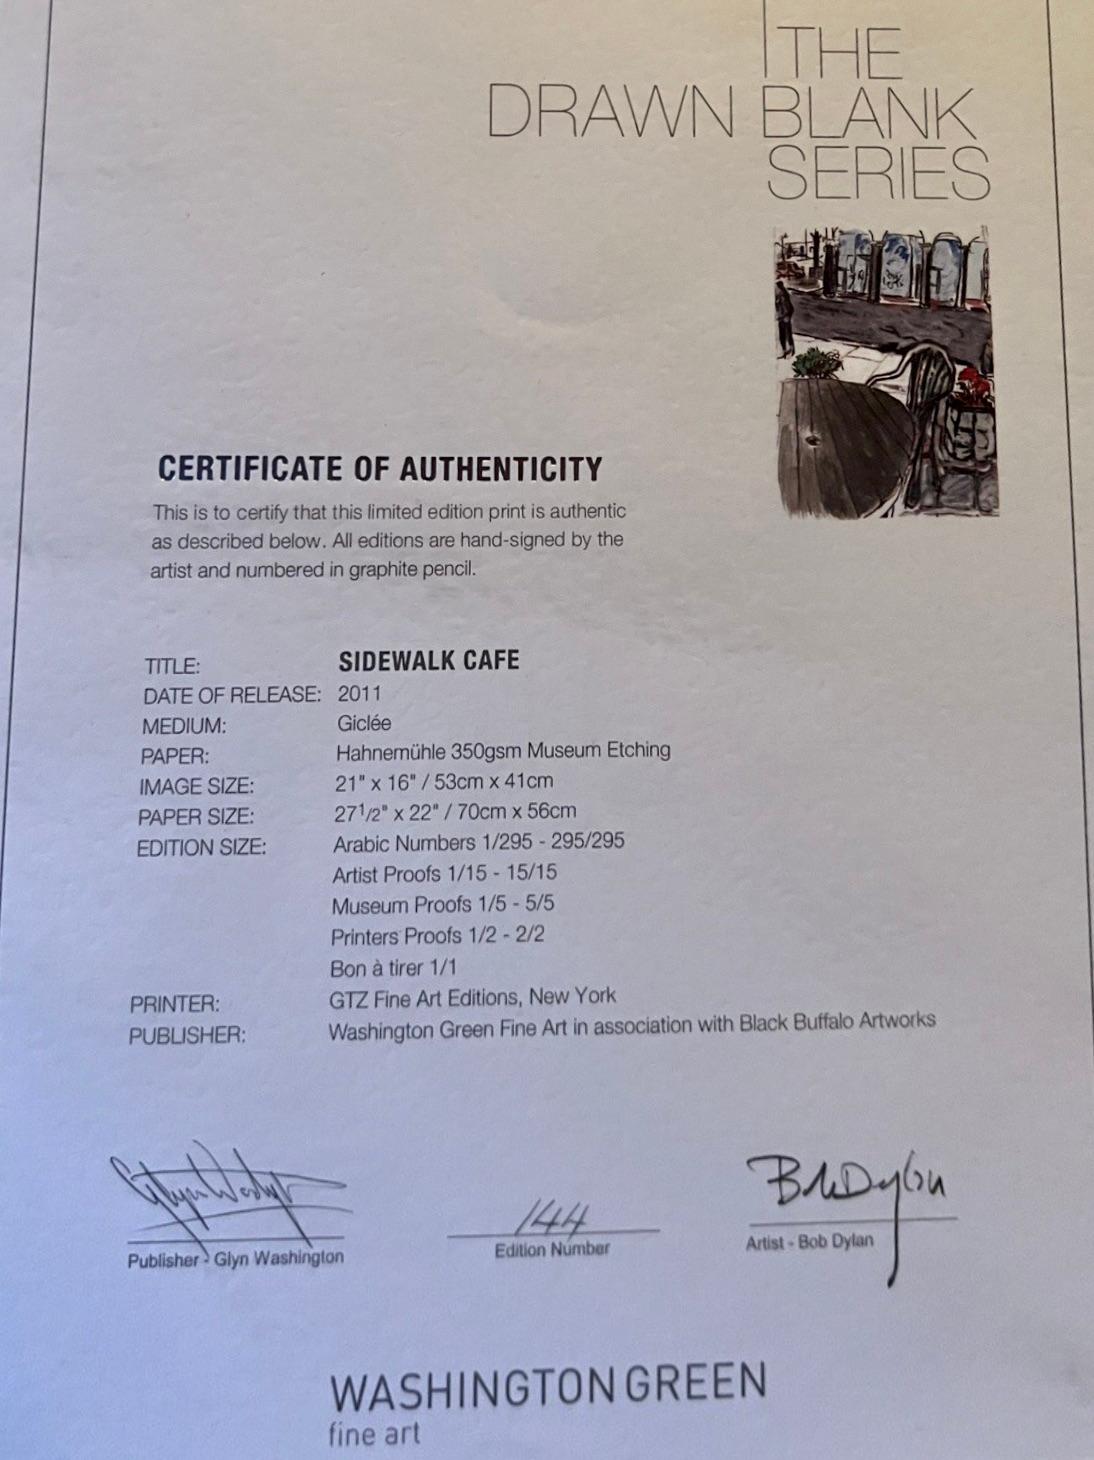 THE
DRAWN BLANK
SERIES
CERTIFICATE OF AUTHENTICITY
This is to certify that this limited edition print is authentic
as described below. All editions are hand-signed by the
artist and numbered in graphite pencil.
TITLE: SIDEWALK CAFE
DATE OF RELEASE: 2011
MEDIUM: Giclée
PAPER: Hahnemühle 350gsm Museum Etching
IMAGE SIZE: 21" x 16" / 53cm x 41cm
PAPER SIZE: 27 1/2" x 22" / 70cm x 56cm
EDITION SIZE: Arabic Numbers 1/295 - 295/295
Artist Proofs 1/15 - 15/15
Museum Proofs 1/5 - 5/5
Printers Proofs 1/2 - 2/2
Bon à tirer 1/1
PRINTER: GTZ Fine Art Editions, New York
PUBLISHER: Washington Green Fine Art in association with Black Buffalo Artworks
144
Bob Dylan
Publisher - Glyn Washington
Edition Number
Artist - Bob Dylan
WASHINGTON GREEN
fine art